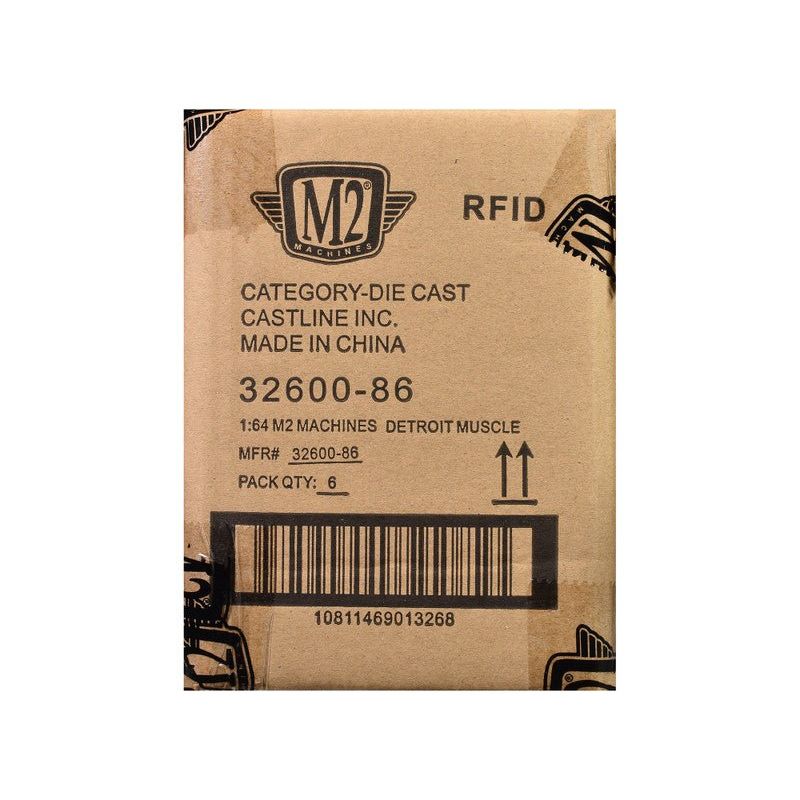 M2®
MACHINES
RFID
CATEGORY-DIE CAST
CASTLINE INC.
MADE IN CHINA
32600-86
1:64 M2 MACHINES DETROIT MUSCLE
MFR# 32600-86
PACK QTY: 6
10811469013268